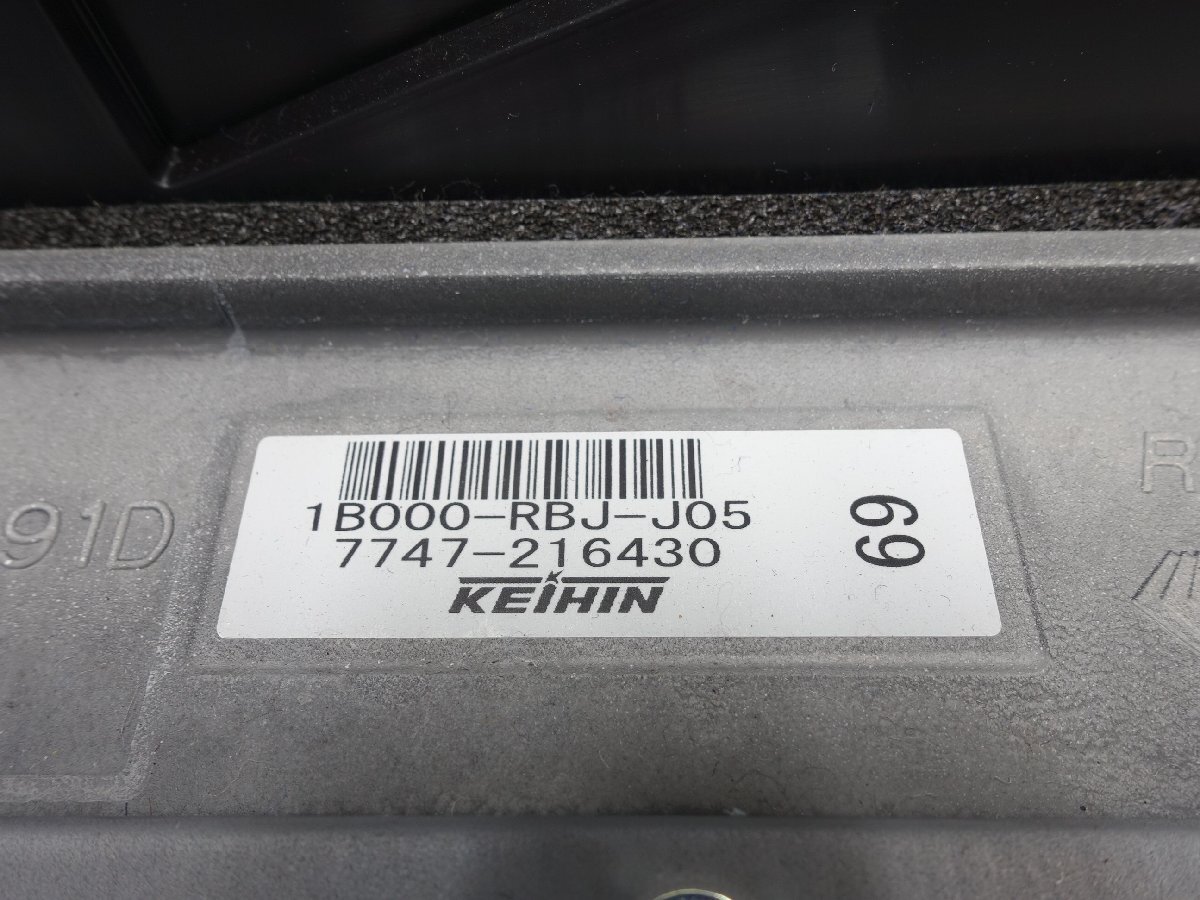 1B000-RBJ-J05
7747-216430
KEIHIN
69
91D
R